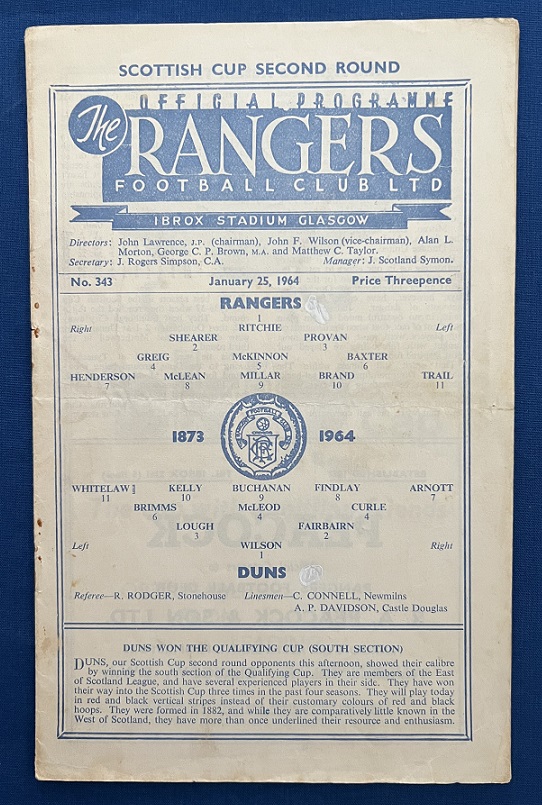 SCOTTISH CUP SECOND ROUND
OFFICIAL PROGRAMME
The RANGERS
FOOTBALL CLUB LTD
IBROX STADIUM GLASGOW
Directors: John Lawrence, J.P. (chairman), John F. Wilson (vice-chairman), Alan L.
Morton, George C. P. Brown, M.A. and Matthew C. Taylor.
Secretary: J. Rogers Simpson, C.A. Manager: J. Scotland Symon.
No. 343 January 25, 1964 Price Threepence
RANGERS
1
Right RITCHIE Left
SHEARER PROVAN
2 3
GREIG McKINNON BAXTER
4 5 6
HENDERSON McLEAN MILLAR BRAND TRAIL
7 8 9 10 11
1873 1964
WHITELAW KELLY BUCHANAN FINDLAY ARNOTT
11 10 9 8 7
BRIMMS McLEOD CURLE
6 4 4
LOUGH FAIRBAIRN
3 2
Left WILSON Right
1
DUNS
Referee—R. RODGER, Stonehouse Linesmen—C. CONNELL, Newmilns
A. P. DAVIDSON, Castle Douglas
DUNS WON THE QUALIFYING CUP (SOUTH SECTION)
DUNS, our Scottish Cup second round opponents this afternoon, showed their calibre
by winning the south section of the Qualifying Cup. They are members of the East
of Scotland League, and have several experienced players in their side. They have won
their way into the Scottish Cup three times in the past four seasons. They will play today
in red and black vertical stripes instead of their customary colours of red and black
hoops. They were formed in 1882, and while they are comparatively little known in the
West of Scotland, they have more than once underlined their resource and enthusiasm.